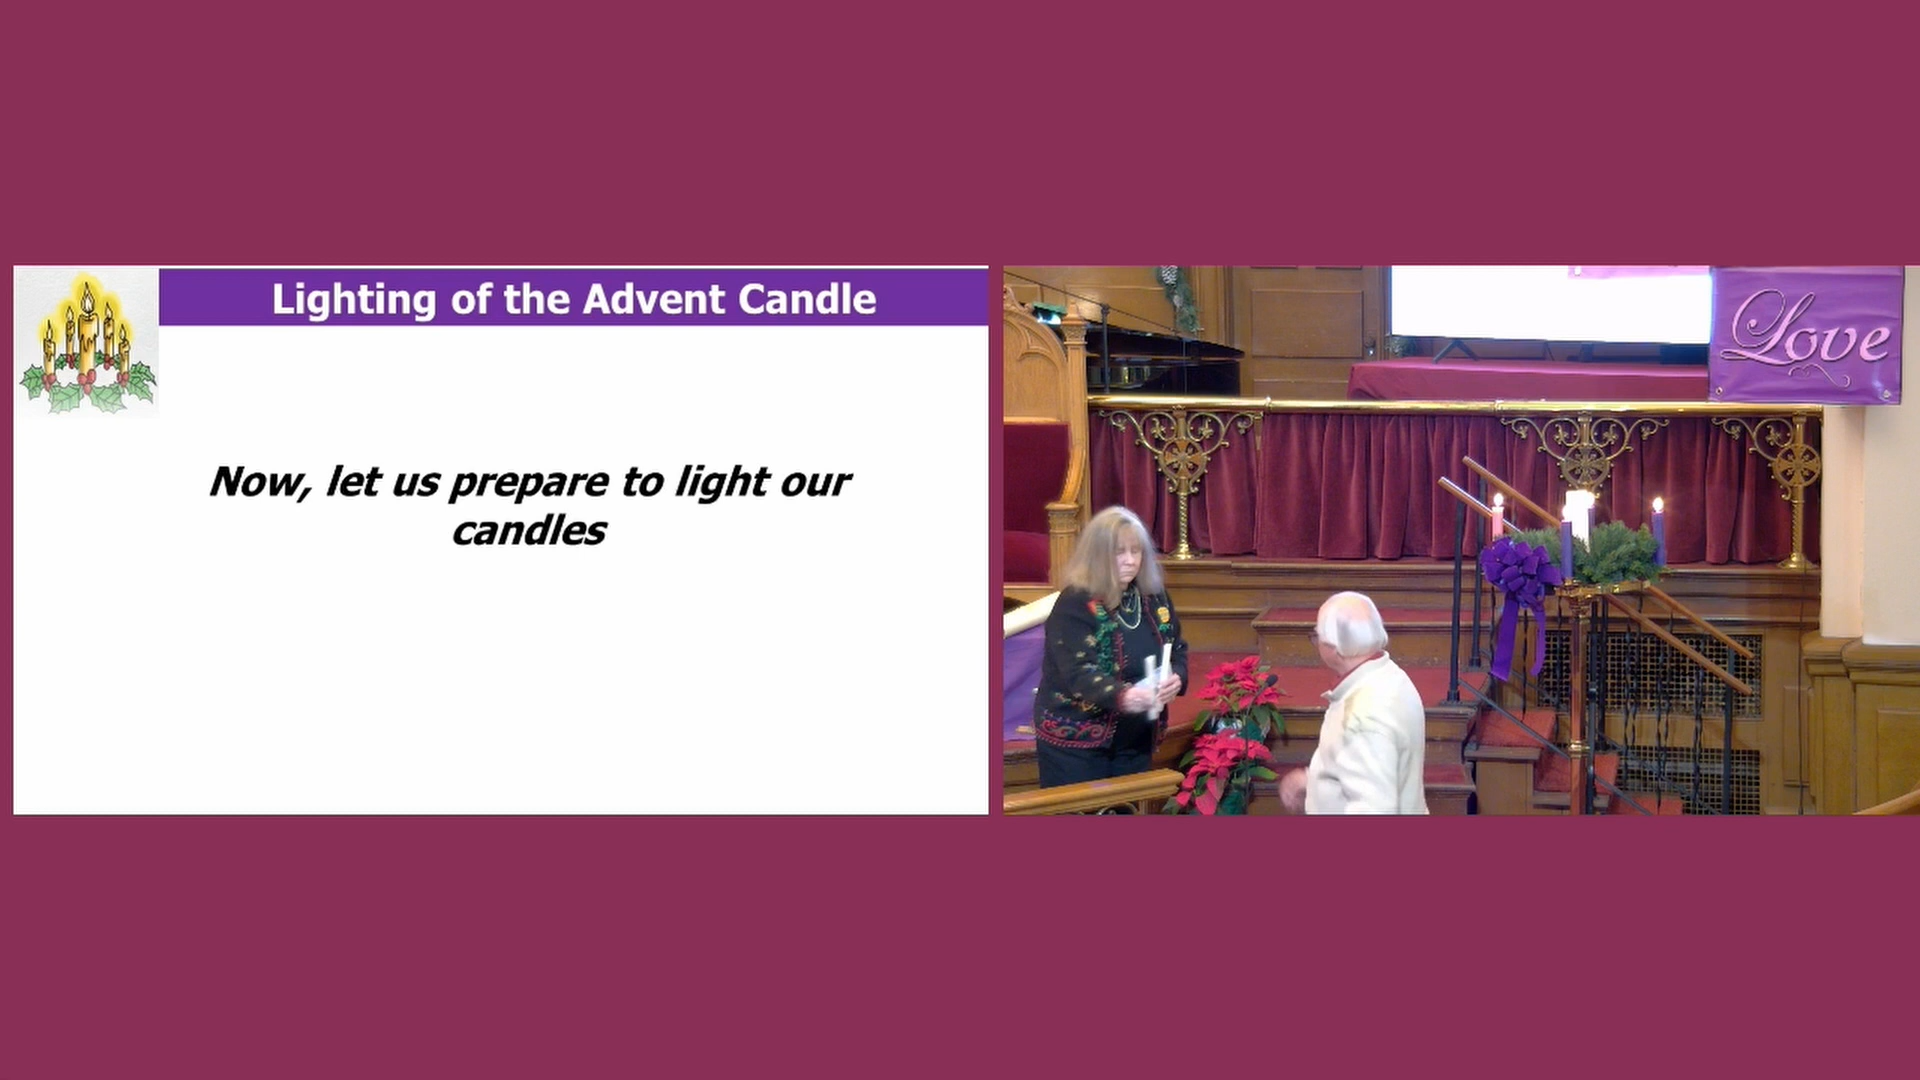 Lighting of the Advent Candle
Now, let us prepare to light our
candles
Love